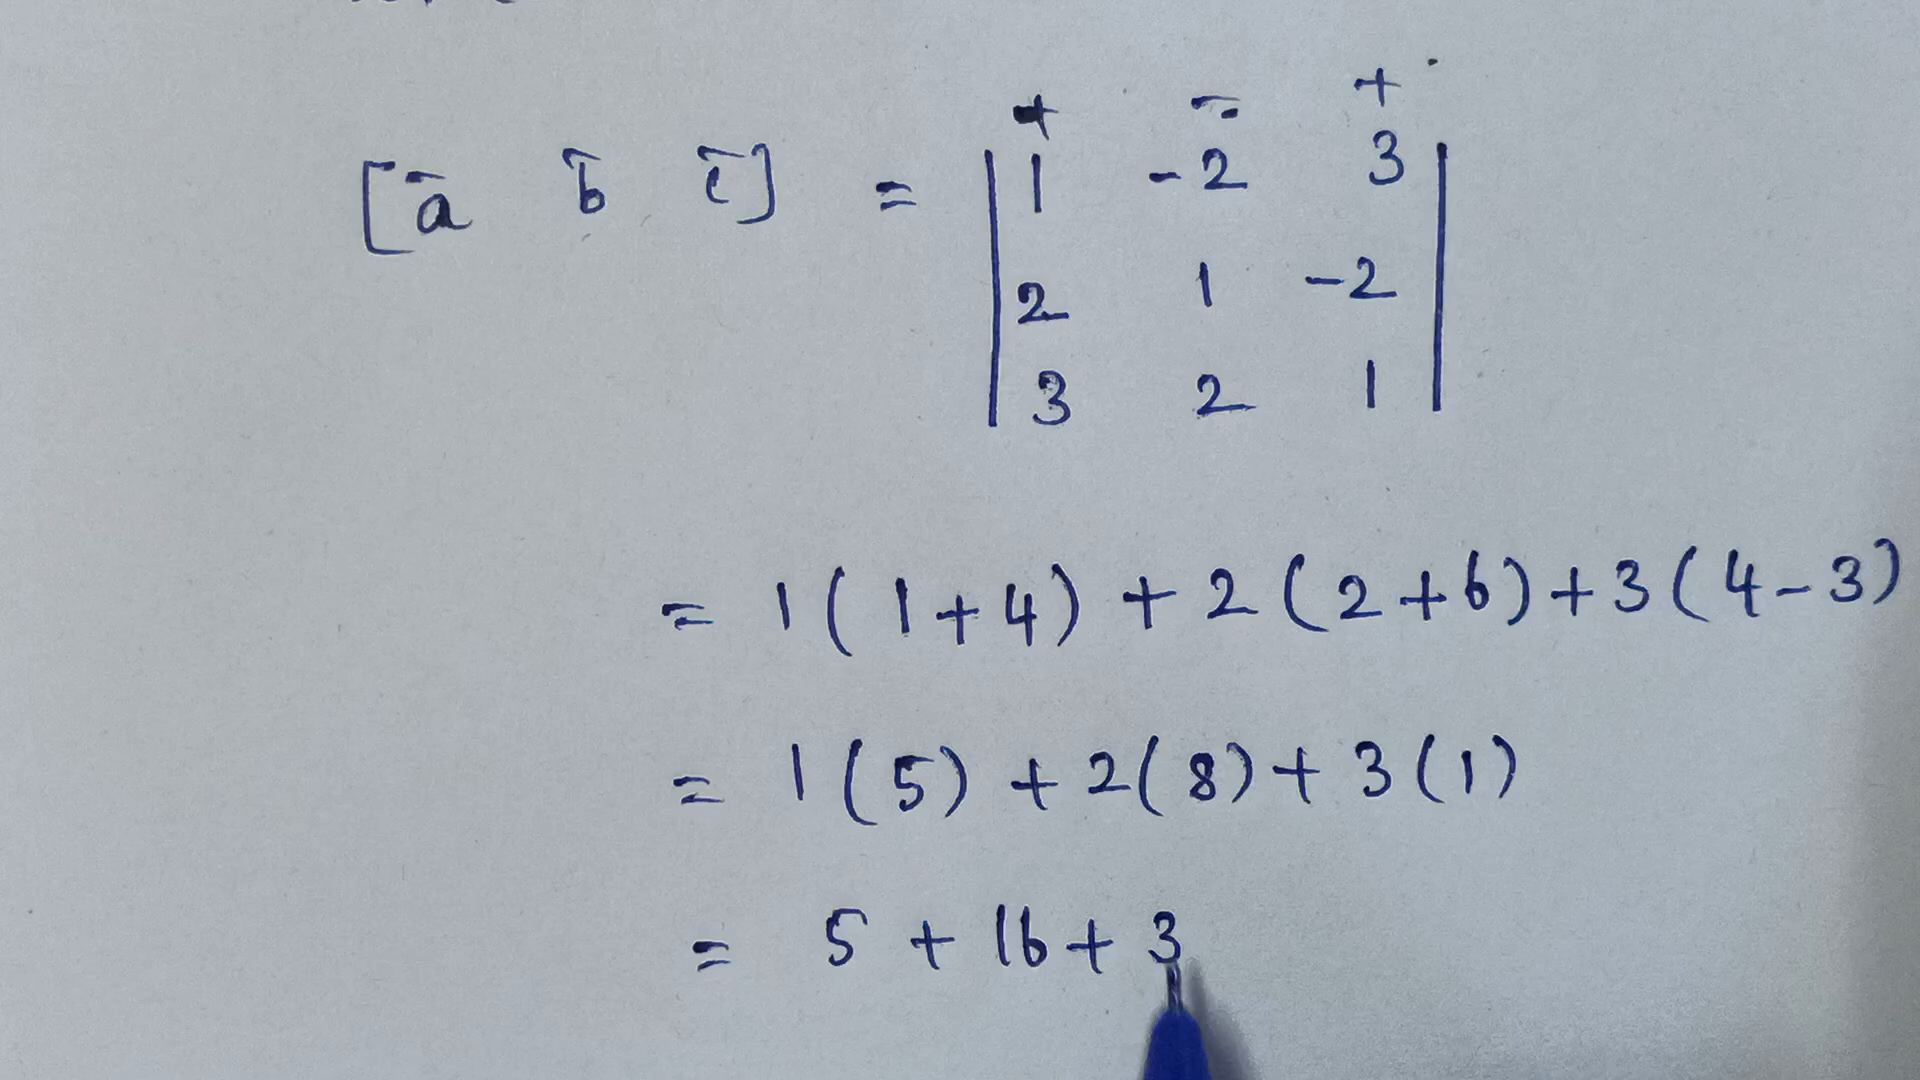 + - +
[a̅ b̅ c̅] = | 1 -2 3 |
| 2 1 -2 |
| 3 2 1 |
= 1 ( 1 + 4 ) + 2 ( 2 + 6 ) + 3 ( 4 - 3 )
= 1 ( 5 ) + 2 ( 8 ) + 3 ( 1 )
= 5 + 16 + 3